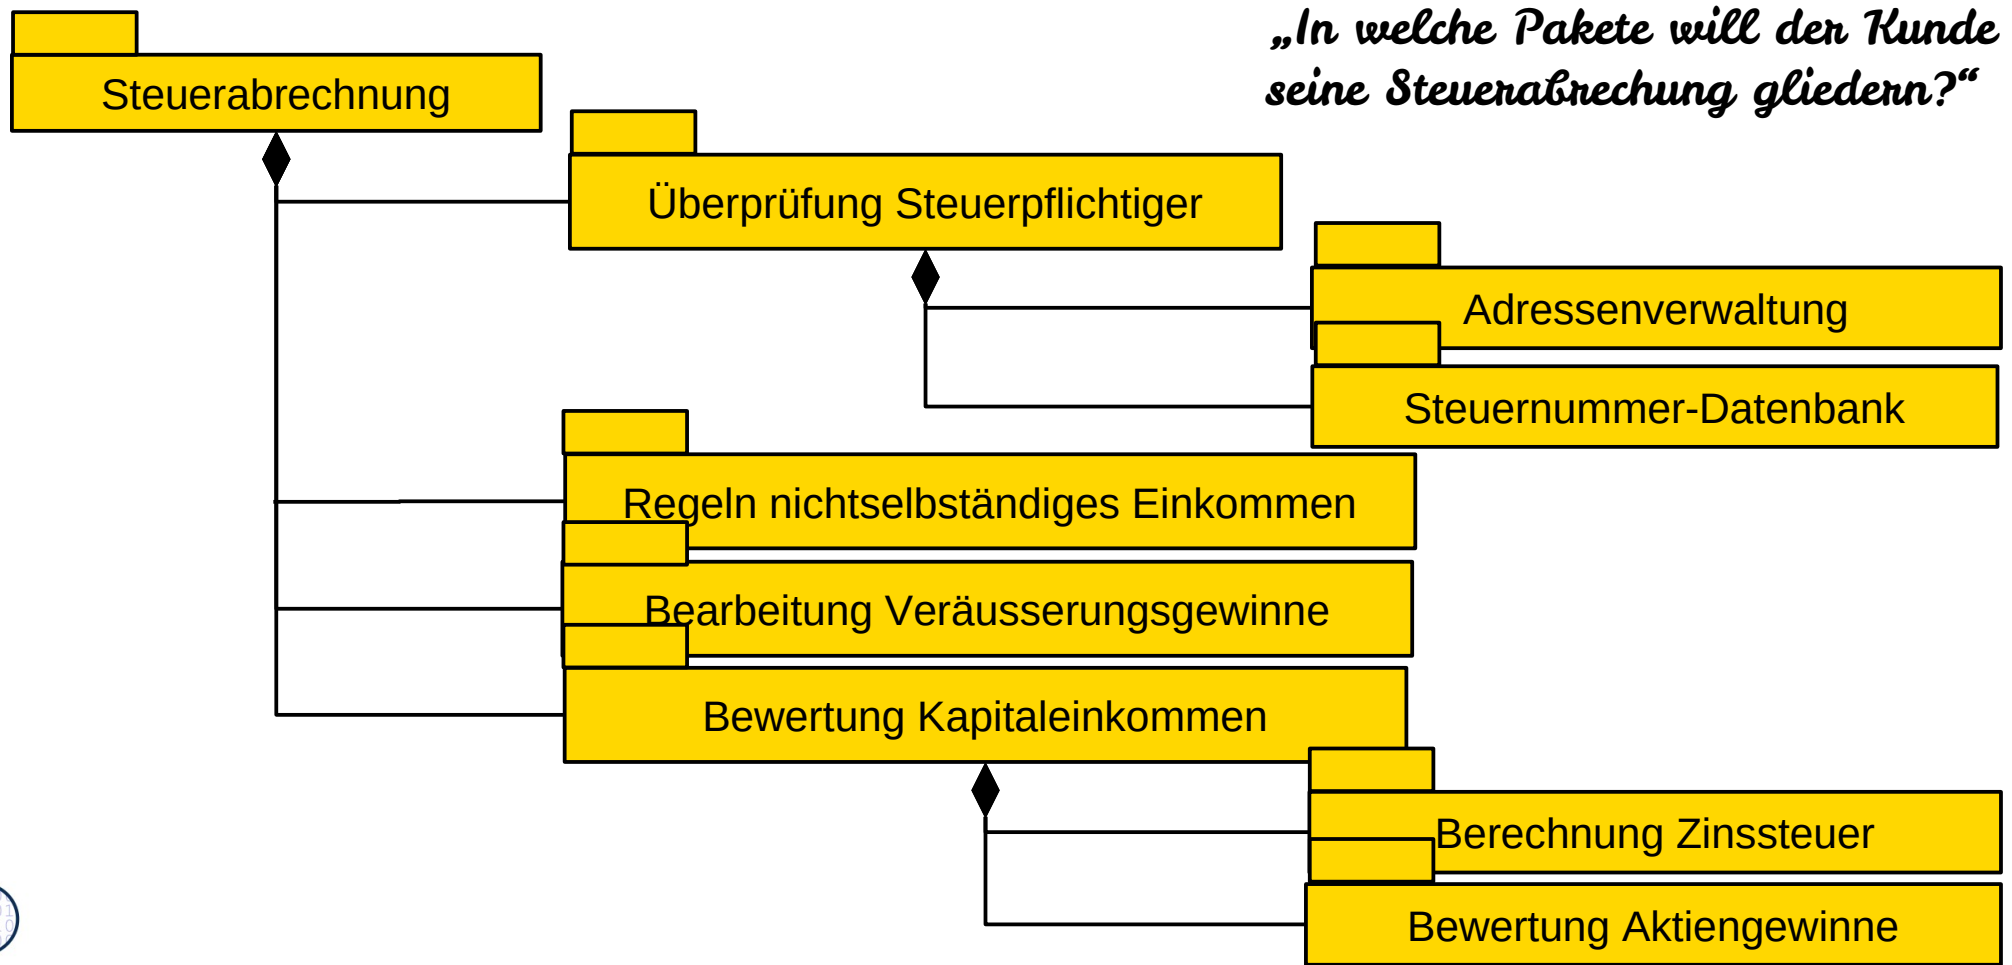 „In welche Pakete will der Kunde
seine Steuerabrechung gliedern?“
Steuerabrechnung
Überprüfung Steuerpflichtiger
Adressenverwaltung
Steuernummer-Datenbank
Regeln nichtselbständiges Einkommen
Bearbeitung Veräusserungsgewinne
Bewertung Kapitaleinkommen
Berechnung Zinssteuer
Bewertung Aktiengewinne